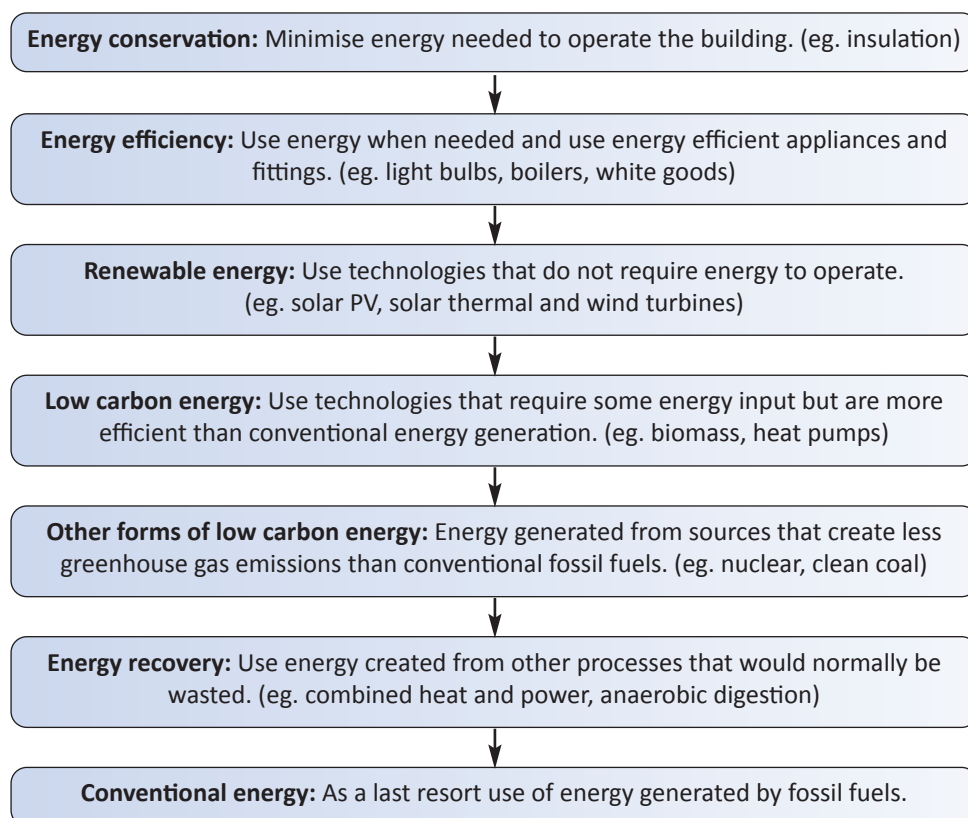 Energy conservation: Minimise energy needed to operate the building. (eg. insulation)
Energy efficiency: Use energy when needed and use energy efficient appliances and
fittings. (eg. light bulbs, boilers, white goods)
Renewable energy: Use technologies that do not require energy to operate.
(eg. solar PV, solar thermal and wind turbines)
Low carbon energy: Use technologies that require some energy input but are more
efficient than conventional energy generation. (eg. biomass, heat pumps)
Other forms of low carbon energy: Energy generated from sources that create less
greenhouse gas emissions than conventional fossil fuels. (eg. nuclear, clean coal)
Energy recovery: Use energy created from other processes that would normally be
wasted. (eg. combined heat and power, anaerobic digestion)
Conventional energy: As a last resort use of energy generated by fossil fuels.